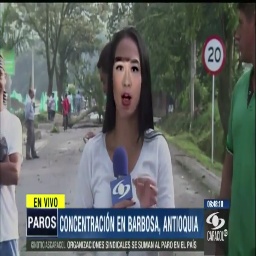 20
EN VIVO
08:40:18
PAROS CONCENTRACIÓN EN BARBOSA, ANTIOQUIA
ORGANIZACIONES SINDICALES SE SUMAN AL PARO EN EL PAÍS
CARACOL